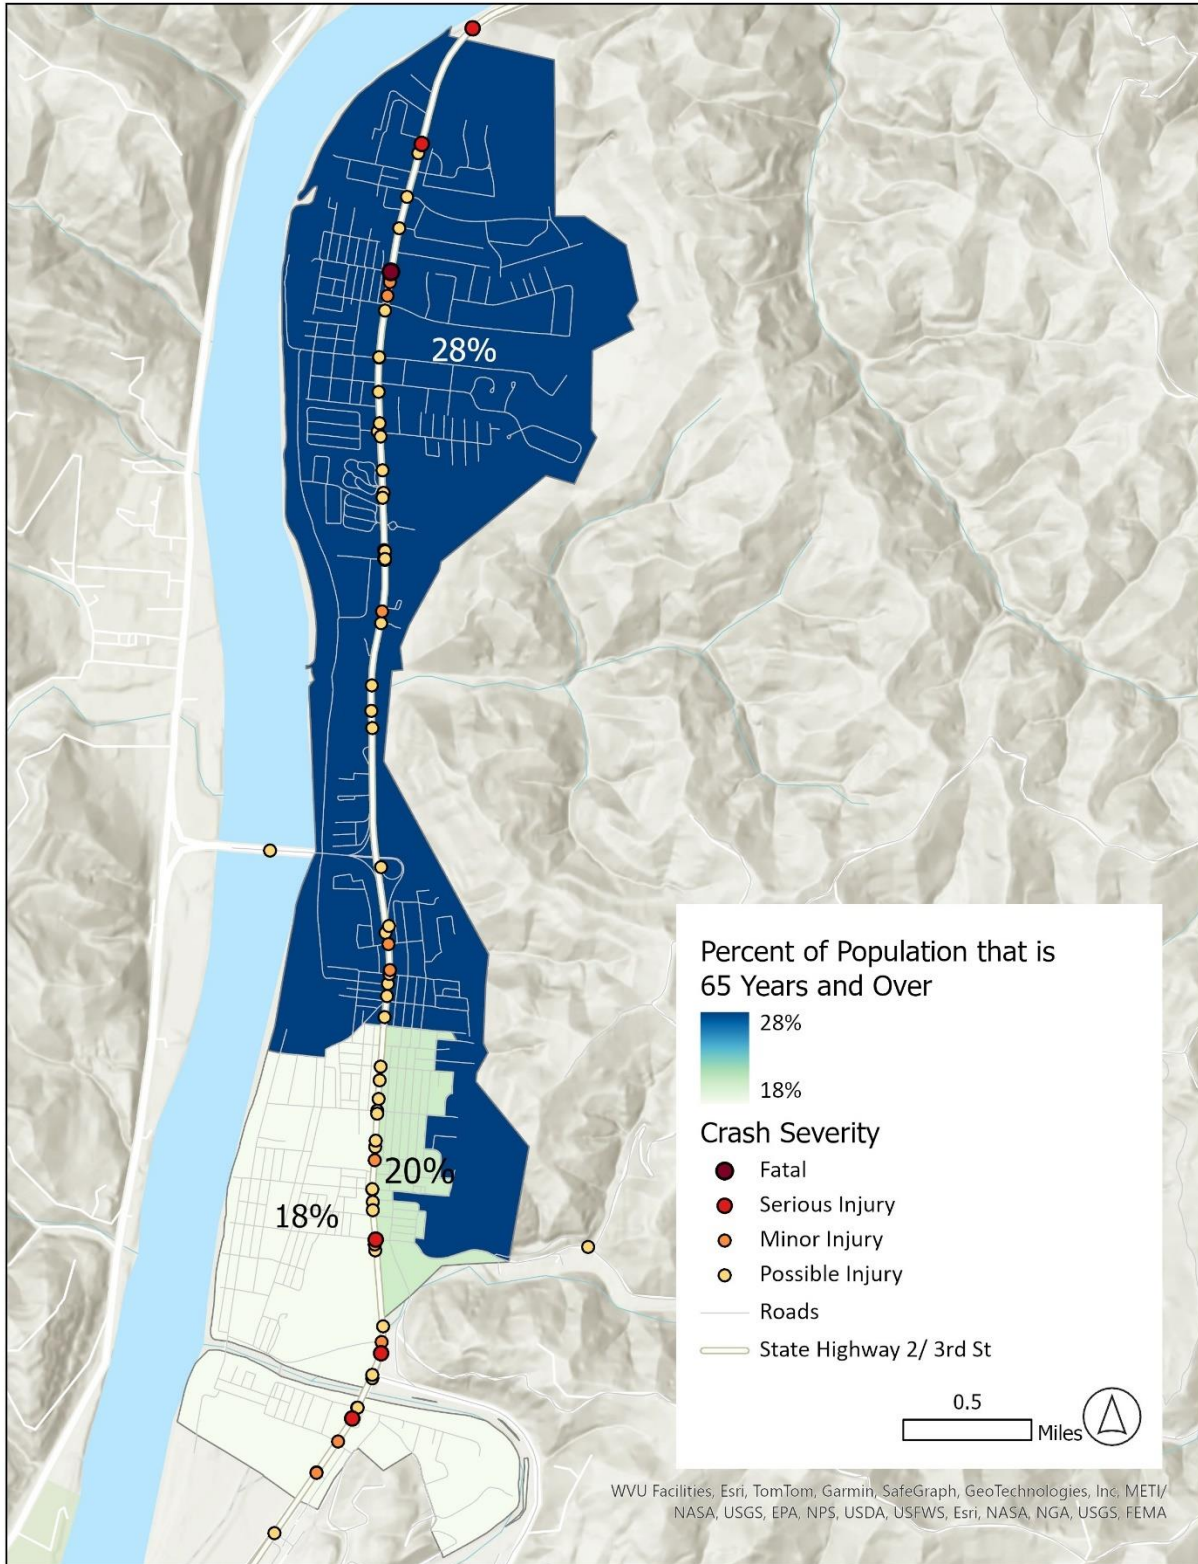 28%
20%
18%
Percent of Population that is
65 Years and Over
28%
18%
Crash Severity
Fatal
Serious Injury
Minor Injury
Possible Injury
Roads
State Highway 2/ 3rd St
0.5
Miles
WVU Facilities, Esri, TomTom, Garmin, SafeGraph, GeoTechnologies, Inc, METI/
NASA, USGS, EPA, NPS, USDA, USFWS, Esri, NASA, NGA, USGS, FEMA